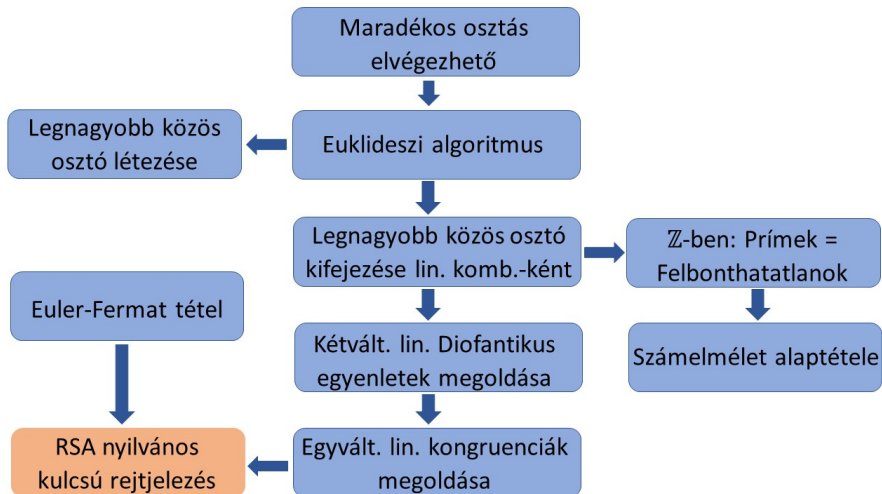 Maradékos osztás
elvégezhető
Legnagyobb közös
osztó létezése
Euklideszi algoritmus
Legnagyobb közös osztó
kifejezése lin. komb.-ként
ℤ-ben: Prímek =
Felbonthatatlanok
Euler-Fermat tétel
Kétvált. lin. Diofantikus
egyenletek megoldása
Számelmélet alaptétele
RSA nyilvános
kulcsú rejtjelezés
Egyvált. lin. kongruenciák
megoldása